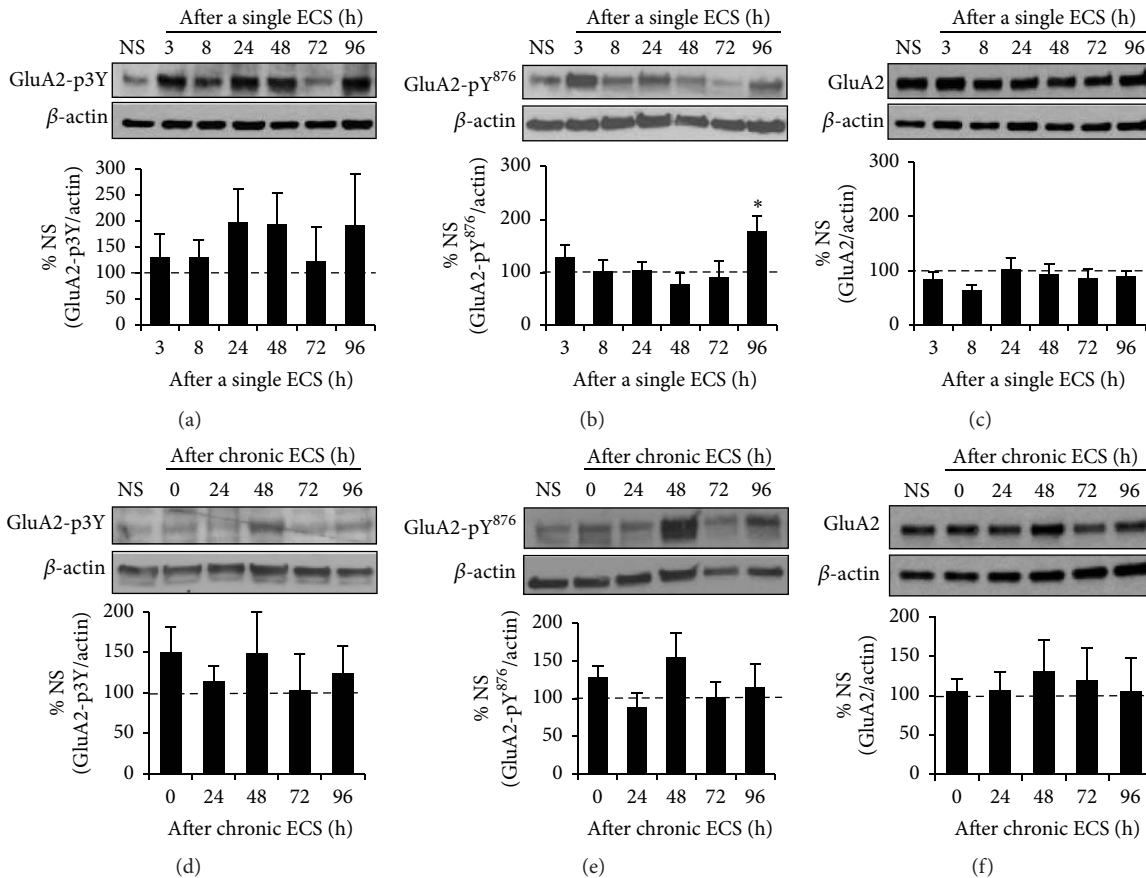 After a single ECS (h)
NS 3 8 24 48 72 96
GluA2-p3Y
β-actin
300
250
200
150
100
50
0
% NS
(GluA2-p3Y/actin)
3 8 24 48 72 96
After a single ECS (h)
(a)
After a single ECS (h)
NS 3 8 24 48 72 96
GluA2-pY⁸⁷⁶
β-actin
300
200
100
0
% NS
(GluA2-pY⁸⁷⁶/actin)
*
3 8 24 48 72 96
After a single ECS (h)
(b)
After a single ECS (h)
NS 3 8 24 48 72 96
GluA2
β-actin
300
200
100
0
% NS
(GluA2/actin)
3 8 24 48 72 96
After a single ECS (h)
(c)
After chronic ECS (h)
NS 0 24 48 72 96
GluA2-p3Y
β-actin
200
150
100
50
0
% NS
(GluA2-p3Y/actin)
0 24 48 72 96
After chronic ECS (h)
(d)
After chronic ECS (h)
NS 0 24 48 72 96
GluA2-pY⁸⁷⁶
β-actin
200
150
100
50
0
% NS
(GluA2-pY⁸⁷⁶/actin)
0 24 48 72 96
After chronic ECS (h)
(e)
After chronic ECS (h)
NS 0 24 48 72 96
GluA2
β-actin
200
150
100
50
0
% NS
(GluA2/actin)
0 24 48 72 96
After chronic ECS (h)
(f)